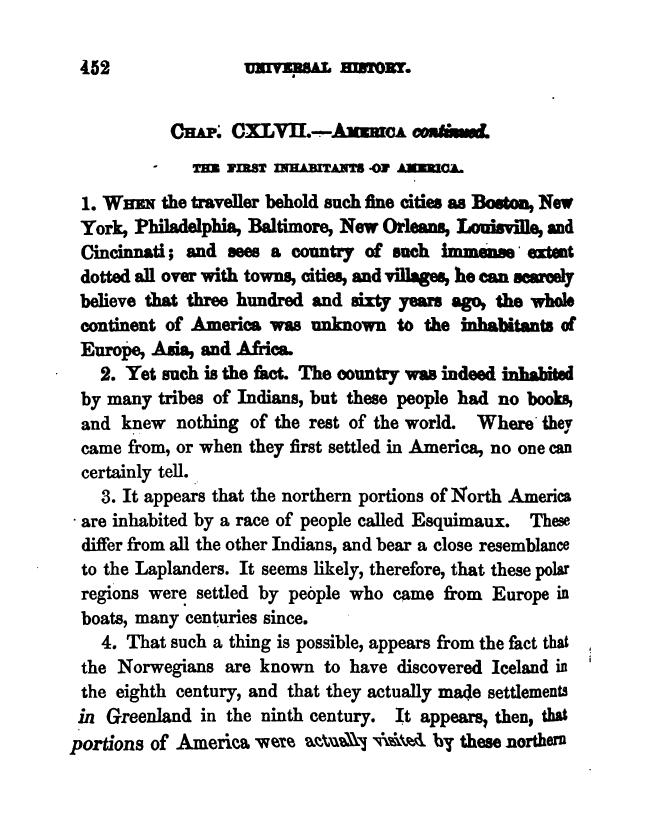 452 UNIVERSAL HISTORY.
CHAP. CXLVII.—AMERICA continued.
THE FIRST INHABITANTS OF AMERICA.
1. WHEN the traveller behold such fine cities as Boston, New
York, Philadelphia, Baltimore, New Orleans, Louisville, and
Cincinnati; and sees a country of such immense extent
dotted all over with towns, cities, and villages, he can scarcely
believe that three hundred and sixty years ago, the whole
continent of America was unknown to the inhabitants of
Europe, Asia, and Africa.
2. Yet such is the fact. The country was indeed inhabited
by many tribes of Indians, but these people had no books,
and knew nothing of the rest of the world. Where they
came from, or when they first settled in America, no one can
certainly tell.
3. It appears that the northern portions of North America
are inhabited by a race of people called Esquimaux. These
differ from all the other Indians, and bear a close resemblance
to the Laplanders. It seems likely, therefore, that these polar
regions were settled by people who came from Europe in
boats, many centuries since.
4. That such a thing is possible, appears from the fact that
the Norwegians are known to have discovered Iceland in
the eighth century, and that they actually made settlements
in Greenland in the ninth century. It appears, then, that
portions of America were actually visited by these northern